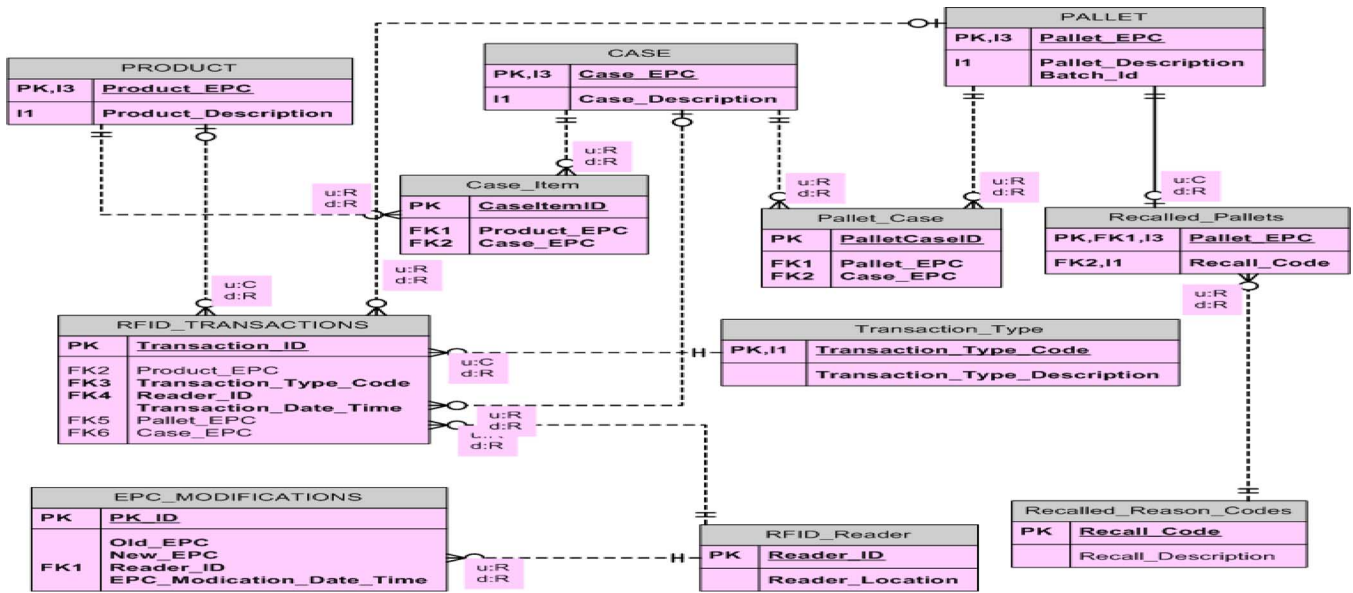 PALLET
PK,I3 Pallet_EPC
I1 Pallet_Description
Batch_Id
CASE
PK,I3 Case_EPC
I1 Case_Description
PRODUCT
PK,I3 Product_EPC
I1 Product_Description
u:R
d:R
Case_Item
PK CaseItemID
FK1 Product_EPC
FK2 Case_EPC
u:R
d:R
u:R
d:R
u:R
d:R
u:C
d:R
Pallet_Case
PK PalletCaseID
FK1 Pallet_EPC
FK2 Case_EPC
Recalled_Pallets
PK,FK1,I3 Pallet_EPC
FK2,I1 Recall_Code
u:C
d:R
u:R
d:R
u:R
d:R
RFID_TRANSACTIONS
PK Transaction_ID
FK2 Product_EPC
FK3 Transaction_Type_Code
FK4 Reader_ID
Transaction_Date_Time
FK5 Pallet_EPC
FK6 Case_EPC
u:C
d:R
Transaction_Type
PK,I1 Transaction_Type_Code
Transaction_Type_Description
u:R
d:R
d:R
EPC_MODIFICATIONS
PK PK_ID
Old_EPC
New_EPC
FK1 Reader_ID
EPC_Modication_Date_Time
u:R
d:R
RFID_Reader
PK Reader_ID
Reader_Location
Recalled_Reason_Codes
PK Recall_Code
Recall_Description